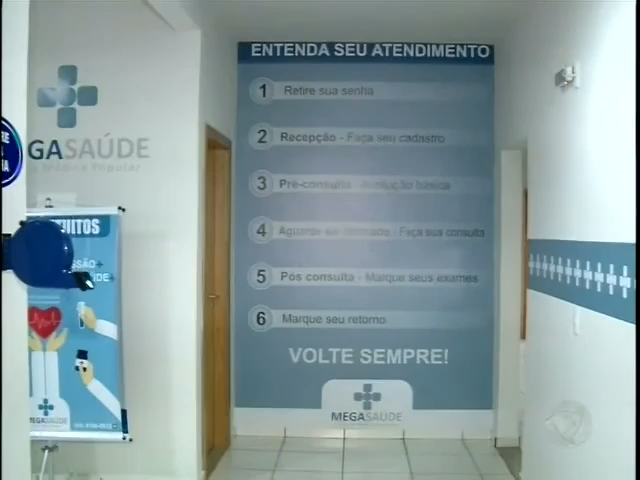 ENTENDA SEU ATENDIMENTO
1 Retire sua senha
2 Recepção - Faça seu cadastro
3 Pré-consulta - Avaliação básica
4 Aguarde ser chamado - Faça sua consulta
5 Pós consulta - Marque seus exames
6 Marque seu retorno
VOLTE SEMPRE!
MEGASAÚDE
GASAÚDE
Popular
MEGASAÚDE